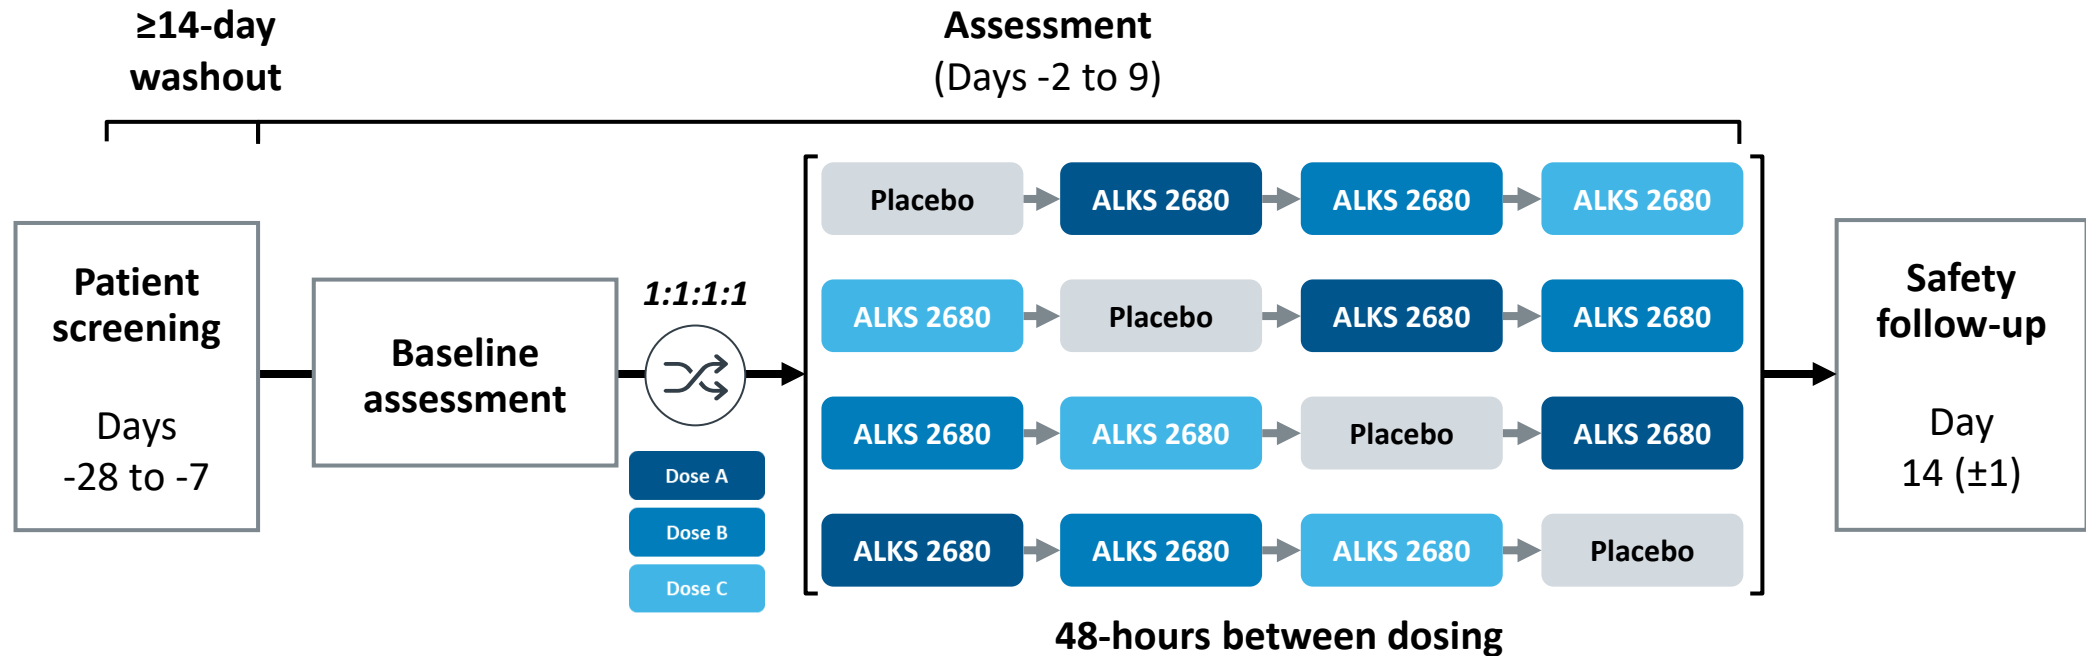 ≥14-day
washout
Assessment
(Days -2 to 9)
Patient
screening
Days
-28 to -7
Baseline
assessment
1:1:1:1
Dose A
Dose B
Dose C
Placebo
ALKS 2680
ALKS 2680
ALKS 2680
ALKS 2680
Placebo
ALKS 2680
ALKS 2680
ALKS 2680
ALKS 2680
Placebo
ALKS 2680
ALKS 2680
ALKS 2680
ALKS 2680
Placebo
48-hours between dosing
Safety
follow-up
Day
14 (±1)